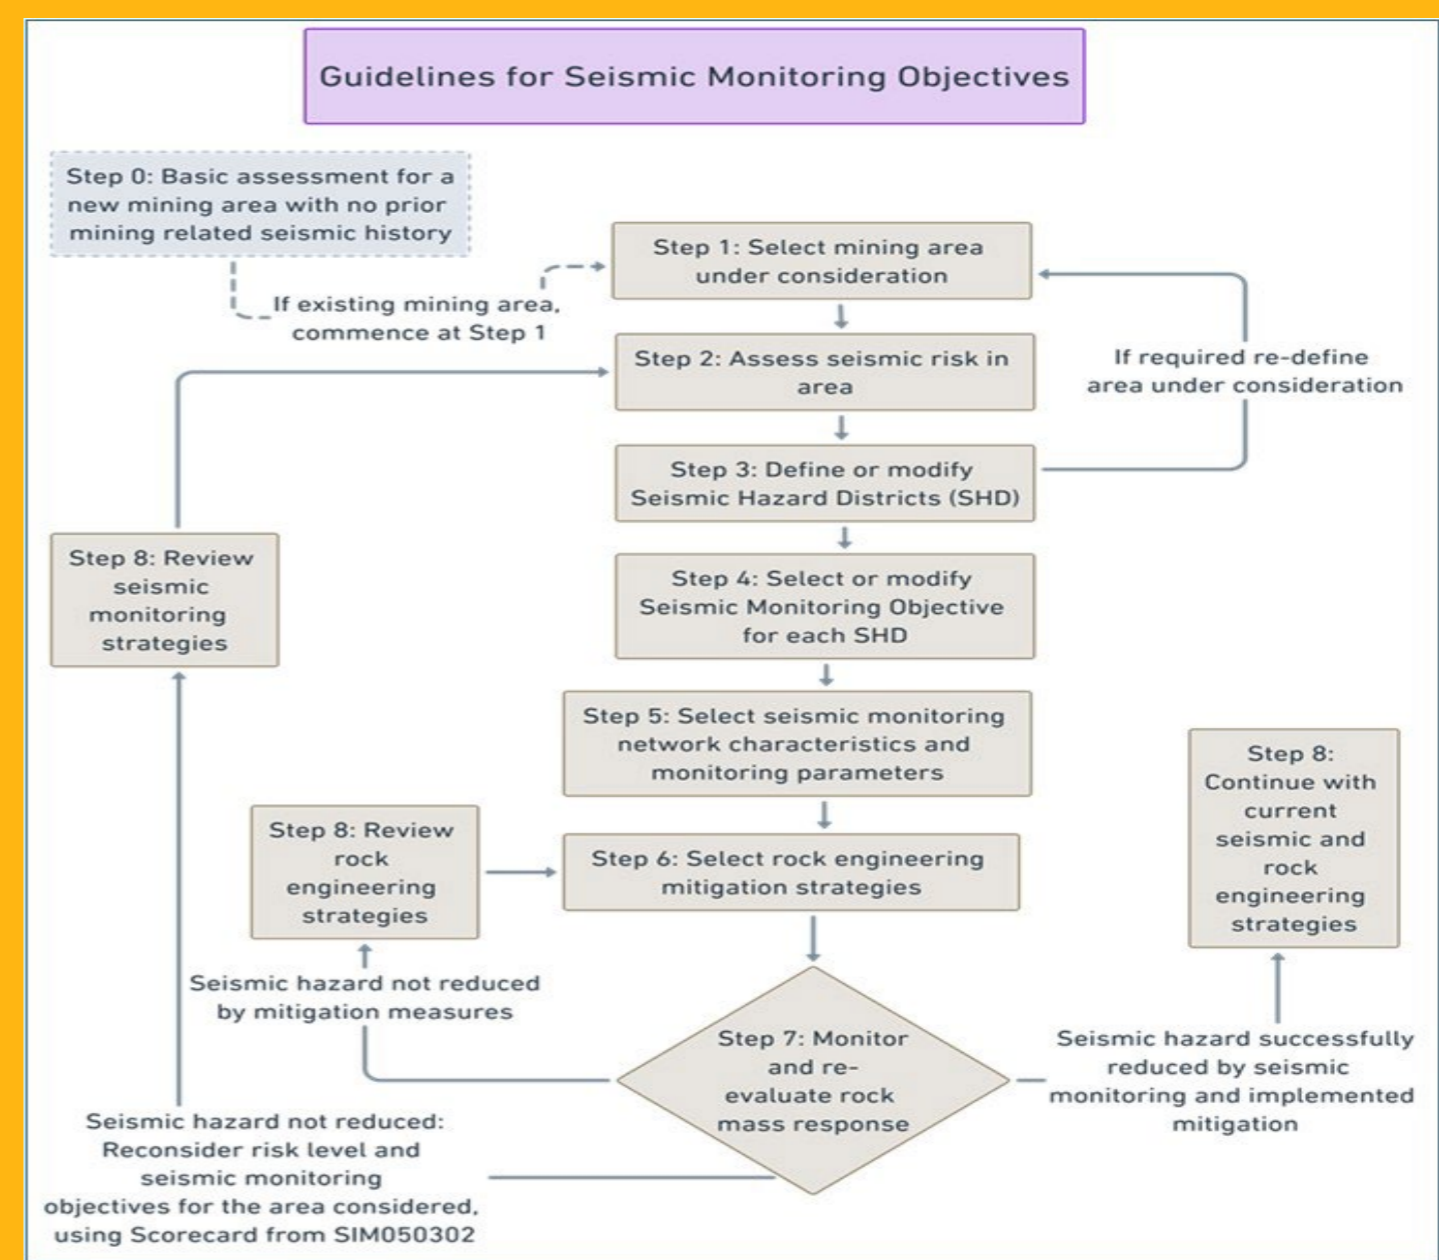 Guidelines for Seismic Monitoring Objectives
Step 0: Basic assessment for a
new mining area with no prior
mining related seismic history
If existing mining area,
commence at Step 1
Step 1: Select mining area
under consideration
Step 2: Assess seismic risk in
area
If required re-define
area under consideration
Step 3: Define or modify
Seismic Hazard Districts (SHD)
Step 4: Select or modify
Seismic Monitoring Objective
for each SHD
Step 8: Review
seismic
monitoring
strategies
Step 5: Select seismic monitoring
network characteristics and
monitoring parameters
Step 8: Review
rock
engineering
strategies
Step 6: Select rock engineering
mitigation strategies
Step 8:
Continue with
current
seismic and
rock
engineering
strategies
Seismic hazard not reduced
by mitigation measures
Step 7: Monitor
and re-
evaluate rock
mass response
Seismic hazard successfully
reduced by seismic
monitoring and implemented
mitigation
Seismic hazard not reduced:
Reconsider risk level and
seismic monitoring
objectives for the area considered,
using Scorecard from SIM050302